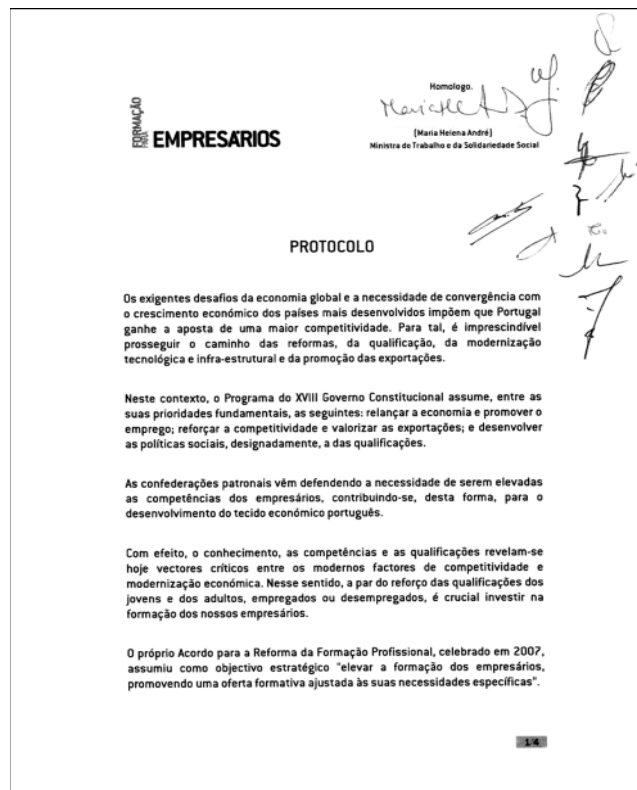 FORMAÇÃO
PARA
EMPRESÁRIOS
Homologo.
(Maria Helena André)
Ministra do Trabalho e da Solidariedade Social
PROTOCOLO
Os exigentes desafios da economia global e a necessidade de convergência com
o crescimento económico dos países mais desenvolvidos impõem que Portugal
ganhe a aposta de uma maior competitividade. Para tal, é imprescindível
prosseguir o caminho das reformas, da qualificação, da modernização
tecnológica e infra-estrutural e da promoção das exportações.
Neste contexto, o Programa do XVIII Governo Constitucional assume, entre as
suas prioridades fundamentais, as seguintes: relançar a economia e promover o
emprego; reforçar a competitividade e valorizar as exportações; e desenvolver
as políticas sociais, designadamente, a das qualificações.
As confederações patronais vêm defendendo a necessidade de serem elevadas
as competências dos empresários, contribuindo-se, desta forma, para o
desenvolvimento do tecido económico português.
Com efeito, o conhecimento, as competências e as qualificações revelam-se
hoje vectores críticos entre os modernos factores de competitividade e
modernização económica. Nesse sentido, a par do reforço das qualificações dos
jovens e dos adultos, empregados ou desempregados, é crucial investir na
formação dos nossos empresários.
O próprio Acordo para a Reforma da Formação Profissional, celebrado em 2007,
assumiu como objectivo estratégico "elevar a formação dos empresários,
promovendo uma oferta formativa ajustada às suas necessidades específicas".
1/4